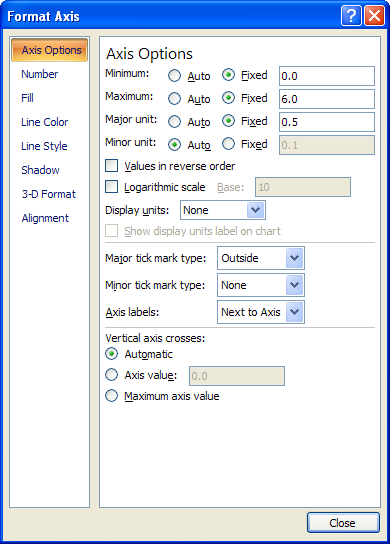 Format Axis
Axis Options
Number
Fill
Line Color
Line Style
Shadow
3-D Format
Alignment
Axis Options
Minimum: Auto Fixed 0.0
Maximum: Auto Fixed 6.0
Major unit: Auto Fixed 0.5
Minor unit: Auto Fixed 0.1
Values in reverse order
Logarithmic scale Base: 10
Display units: None
Show display units label on chart
Major tick mark type: Outside
Minor tick mark type: None
Axis labels: Next to Axis
Vertical axis crosses:
Automatic
Axis value: 0.0
Maximum axis value
Close